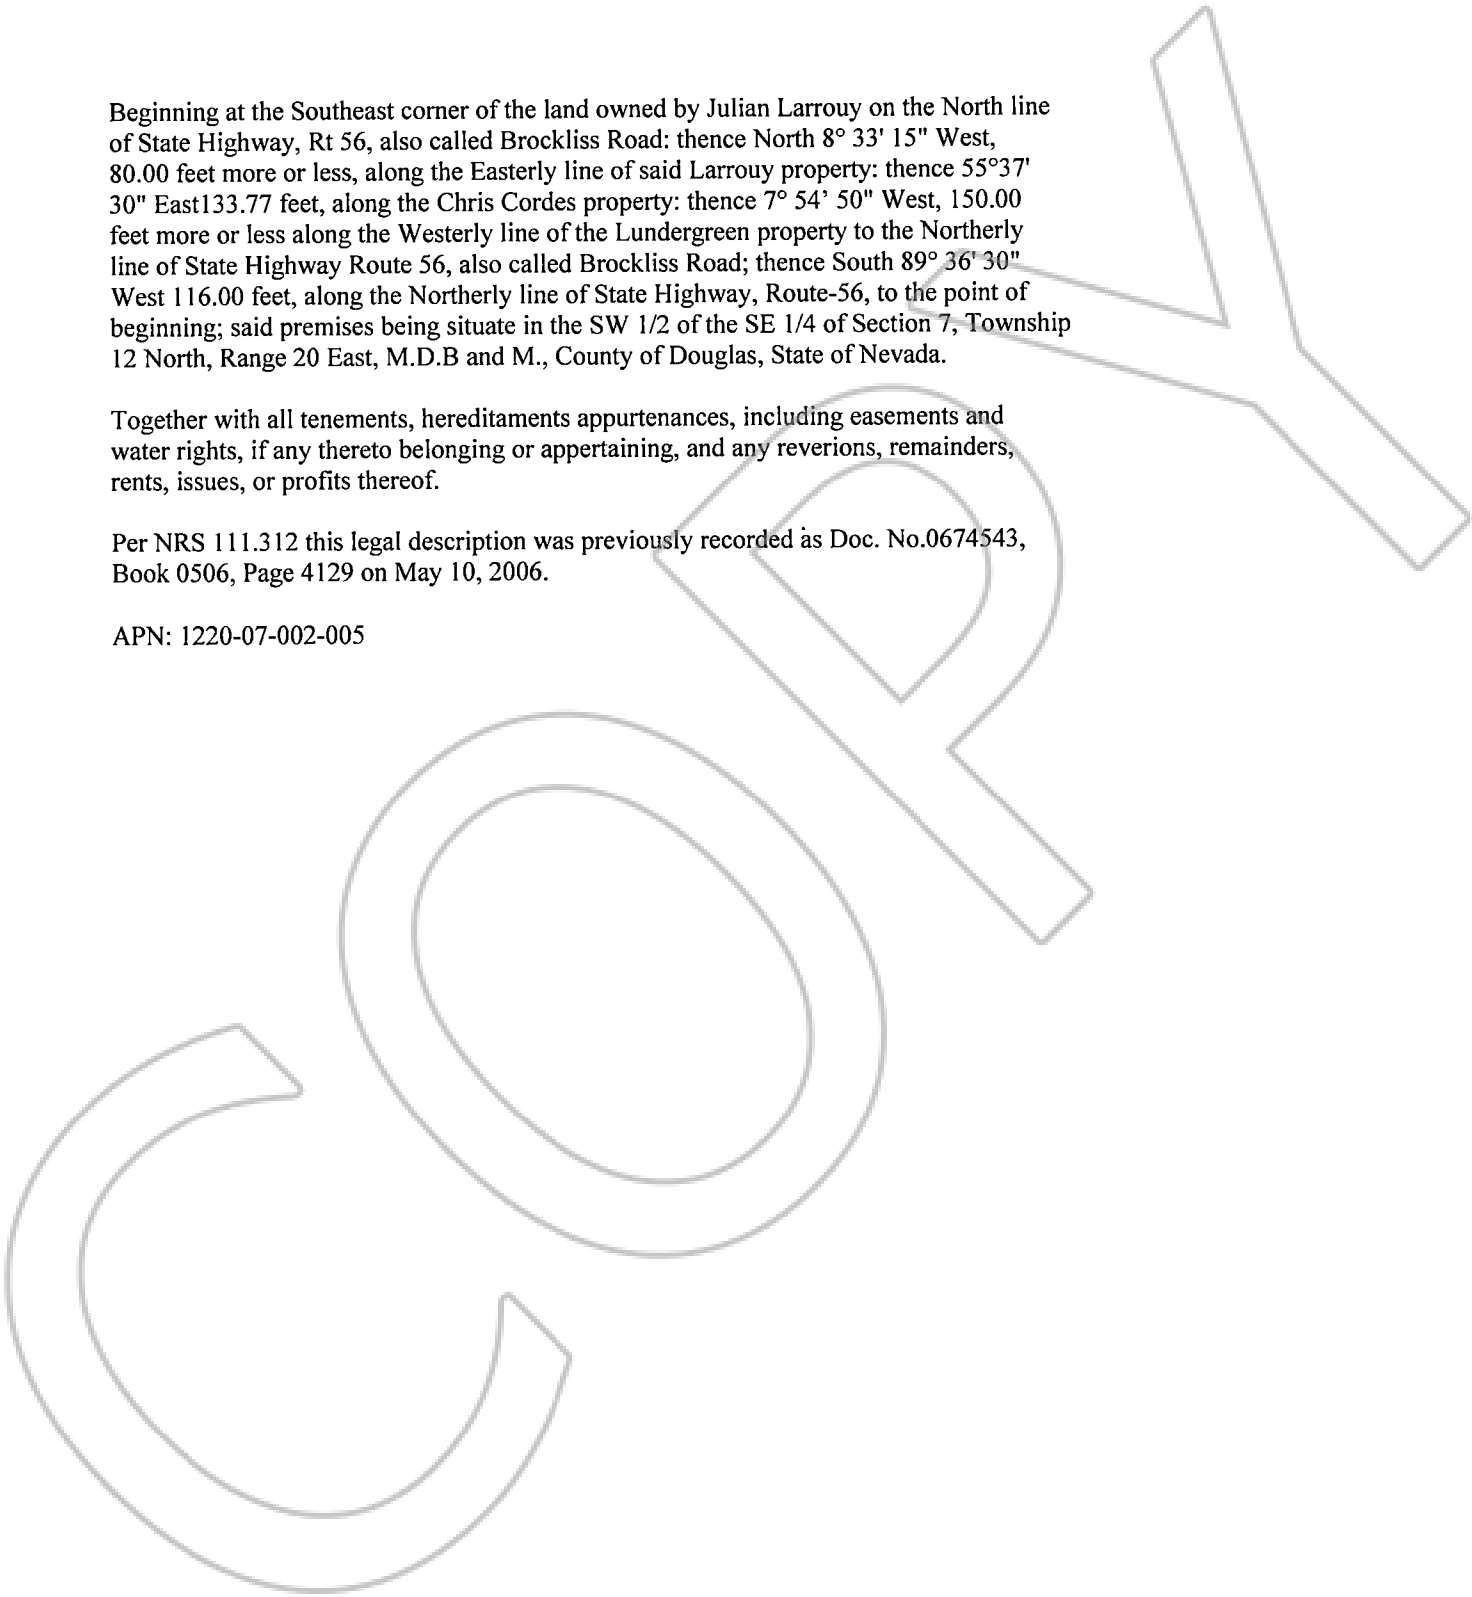 Beginning at the Southeast corner of the land owned by Julian Larrouy on the North line
of State Highway, Rt 56, also called Brockliss Road: thence North 8° 33' 15" West,
80.00 feet more or less, along the Easterly line of said Larrouy property: thence 55°37'
30" East133.77 feet, along the Chris Cordes property: thence 7° 54' 50" West, 150.00
feet more or less along the Westerly line of the Lundergreen property to the Northerly
line of State Highway Route 56, also called Brockliss Road; thence South 89° 36' 30"
West 116.00 feet, along the Northerly line of State Highway, Route-56, to the point of
beginning; said premises being situate in the SW 1/2 of the SE 1/4 of Section 7, Township
12 North, Range 20 East, M.D.B and M., County of Douglas, State of Nevada.
Together with all tenements, hereditaments appurtenances, including easements and
water rights, if any thereto belonging or appertaining, and any reverions, remainders,
rents, issues, or profits thereof.
Per NRS 111.312 this legal description was previously recorded as Doc. No.0674543,
Book 0506, Page 4129 on May 10, 2006.
APN: 1220-07-002-005
COPY